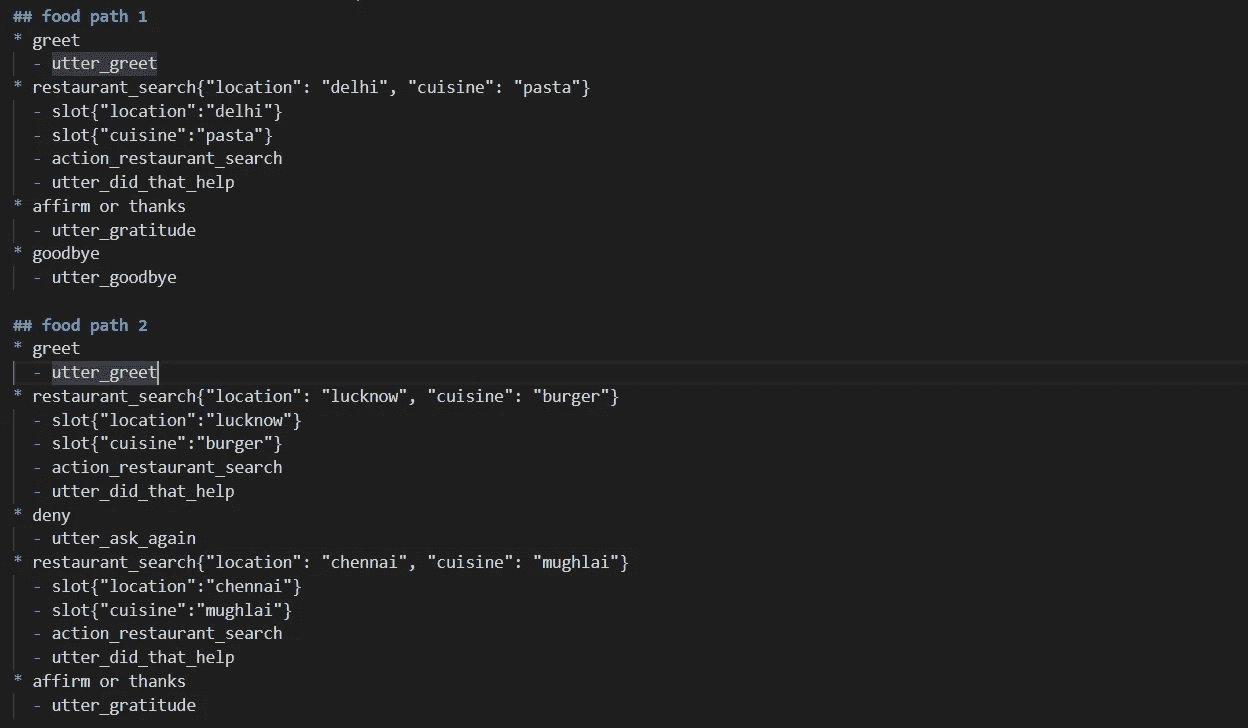 ## food path 1
* greet
  - utter_greet
* restaurant_search{"location": "delhi", "cuisine": "pasta"}
  - slot{"location":"delhi"}
  - slot{"cuisine":"pasta"}
  - action_restaurant_search
  - utter_did_that_help
* affirm or thanks
  - utter_gratitude
* goodbye
  - utter_goodbye
## food path 2
* greet
  - utter_greet
* restaurant_search{"location": "lucknow", "cuisine": "burger"}
  - slot{"location":"lucknow"}
  - slot{"cuisine":"burger"}
  - action_restaurant_search
  - utter_did_that_help
* deny
  - utter_ask_again
* restaurant_search{"location": "chennai", "cuisine": "mughlai"}
  - slot{"location":"chennai"}
  - slot{"cuisine":"mughlai"}
  - action_restaurant_search
  - utter_did_that_help
* affirm or thanks
  - utter_gratitude